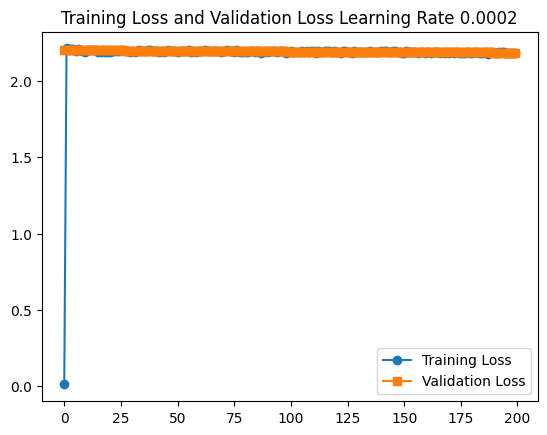 Training Loss and Validation Loss Learning Rate 0.0002
2.0
1.5
1.0
0.5
0.0
0 25 50 75 100 125 150 175 200
Training Loss
Validation Loss